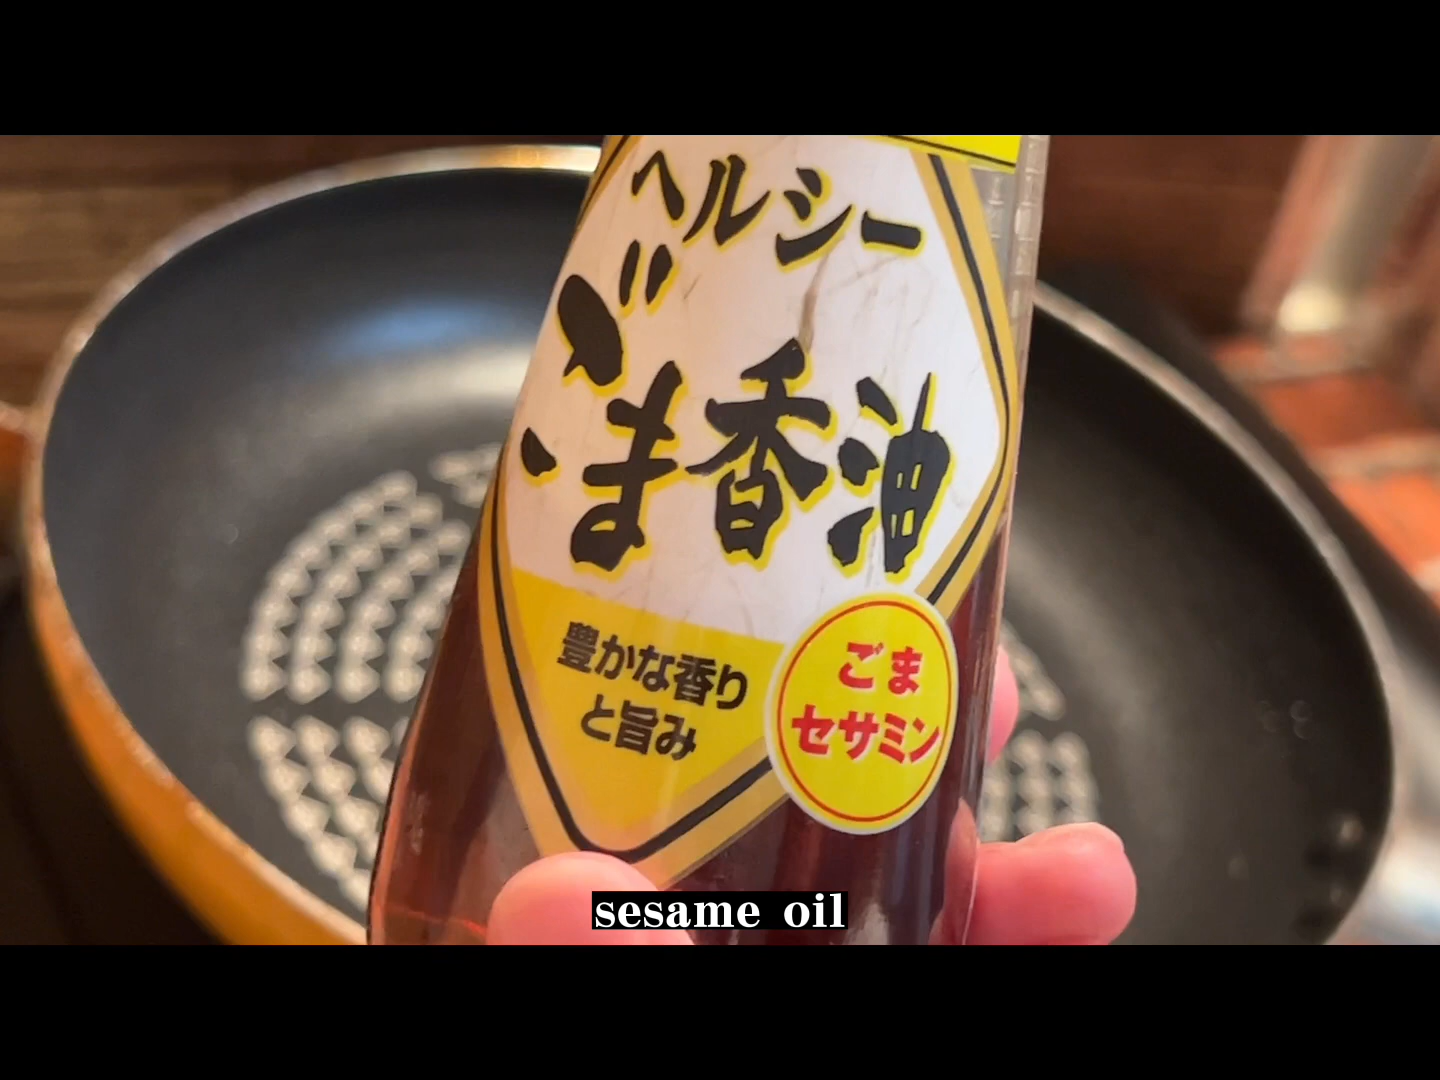 ヘルシー
ごま香油
豊かな香り
と旨み
ごま
セサミン
sesame oil